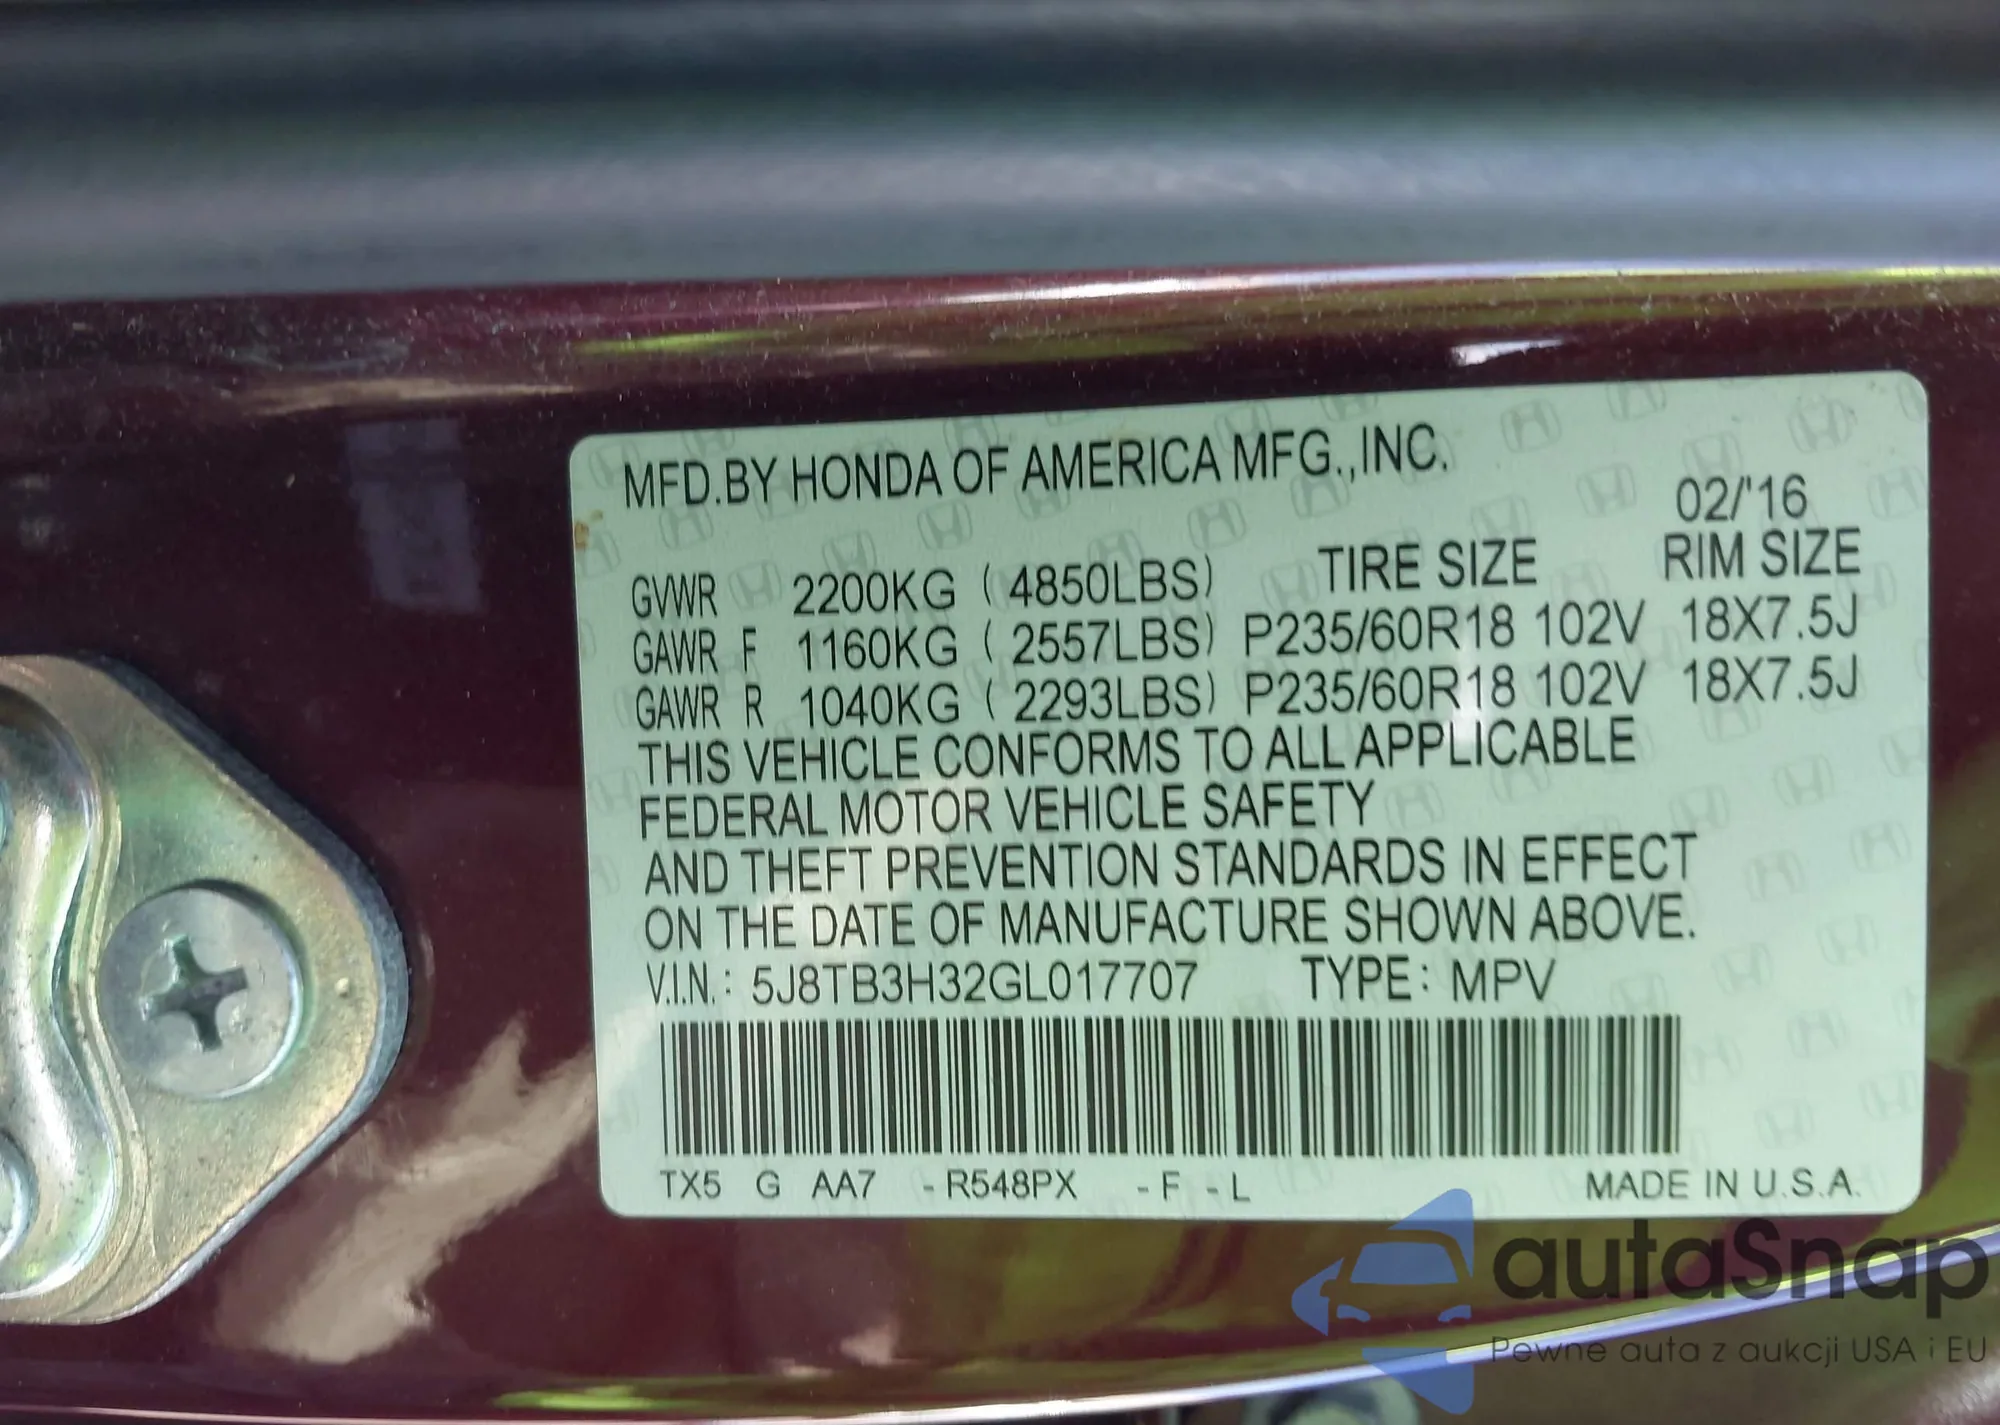 MFD.BY HONDA OF AMERICA MFG.,INC.
02/'16
TIRE SIZE RIM SIZE
GVWR 2200KG ( 4850LBS)
GAWR F 1160KG ( 2557LBS) P235/60R18 102V 18X7.5J
GAWR R 1040KG ( 2293LBS) P235/60R18 102V 18X7.5J
THIS VEHICLE CONFORMS TO ALL APPLICABLE
FEDERAL MOTOR VEHICLE SAFETY
AND THEFT PREVENTION STANDARDS IN EFFECT
ON THE DATE OF MANUFACTURE SHOWN ABOVE.
V.I.N.: 5J8TB3H32GL017707 TYPE: MPV
TX5 G AA7 -R548PX -F -L MADE IN U.S.A.
autaSnap
Pewne auta z aukcji USA i EU